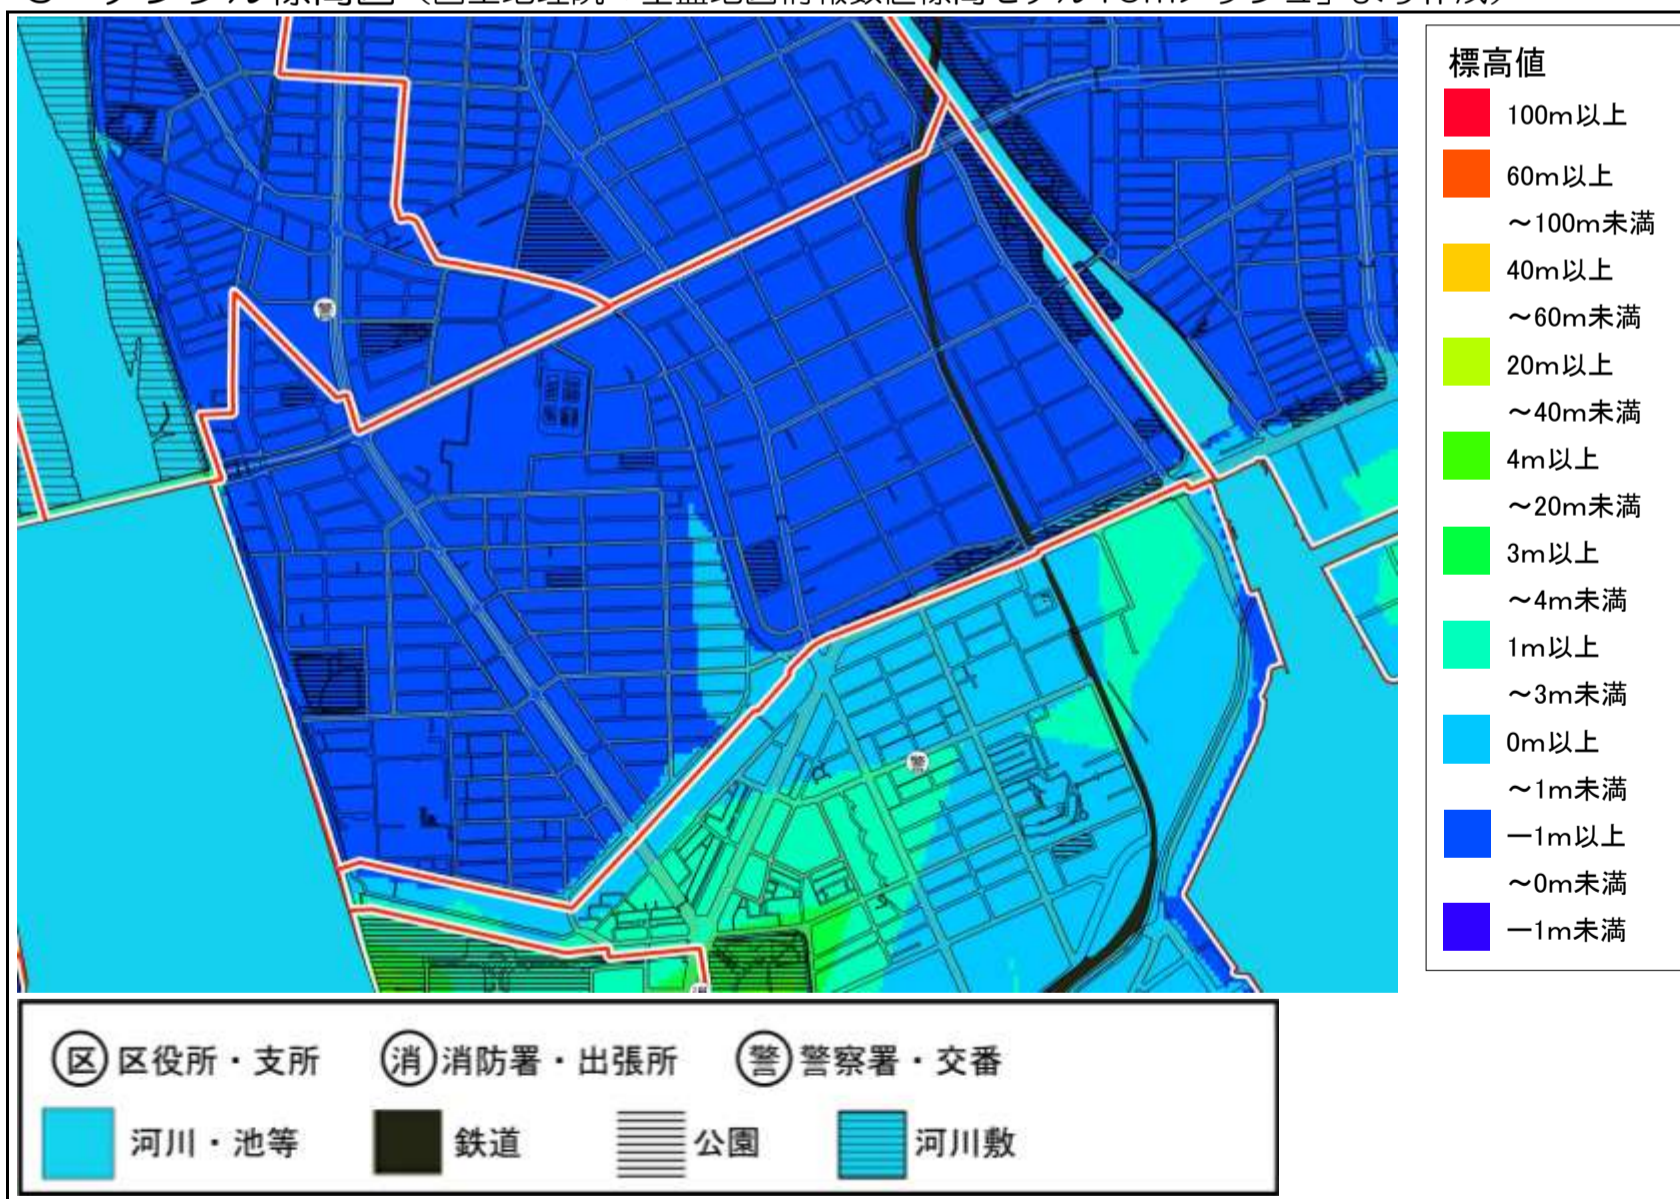 標高値
100m以上
60m以上
～100m未満
40m以上
～60m未満
20m以上
～40m未満
4m以上
～20m未満
3m以上
～4m未満
1m以上
～3m未満
0m以上
～1m未満
－1m以上
～0m未満
－1m未満
警
警
区 区役所・支所 消 消防署・出張所 警 警察署・交番
河川・池等 鉄道 公園 河川敷